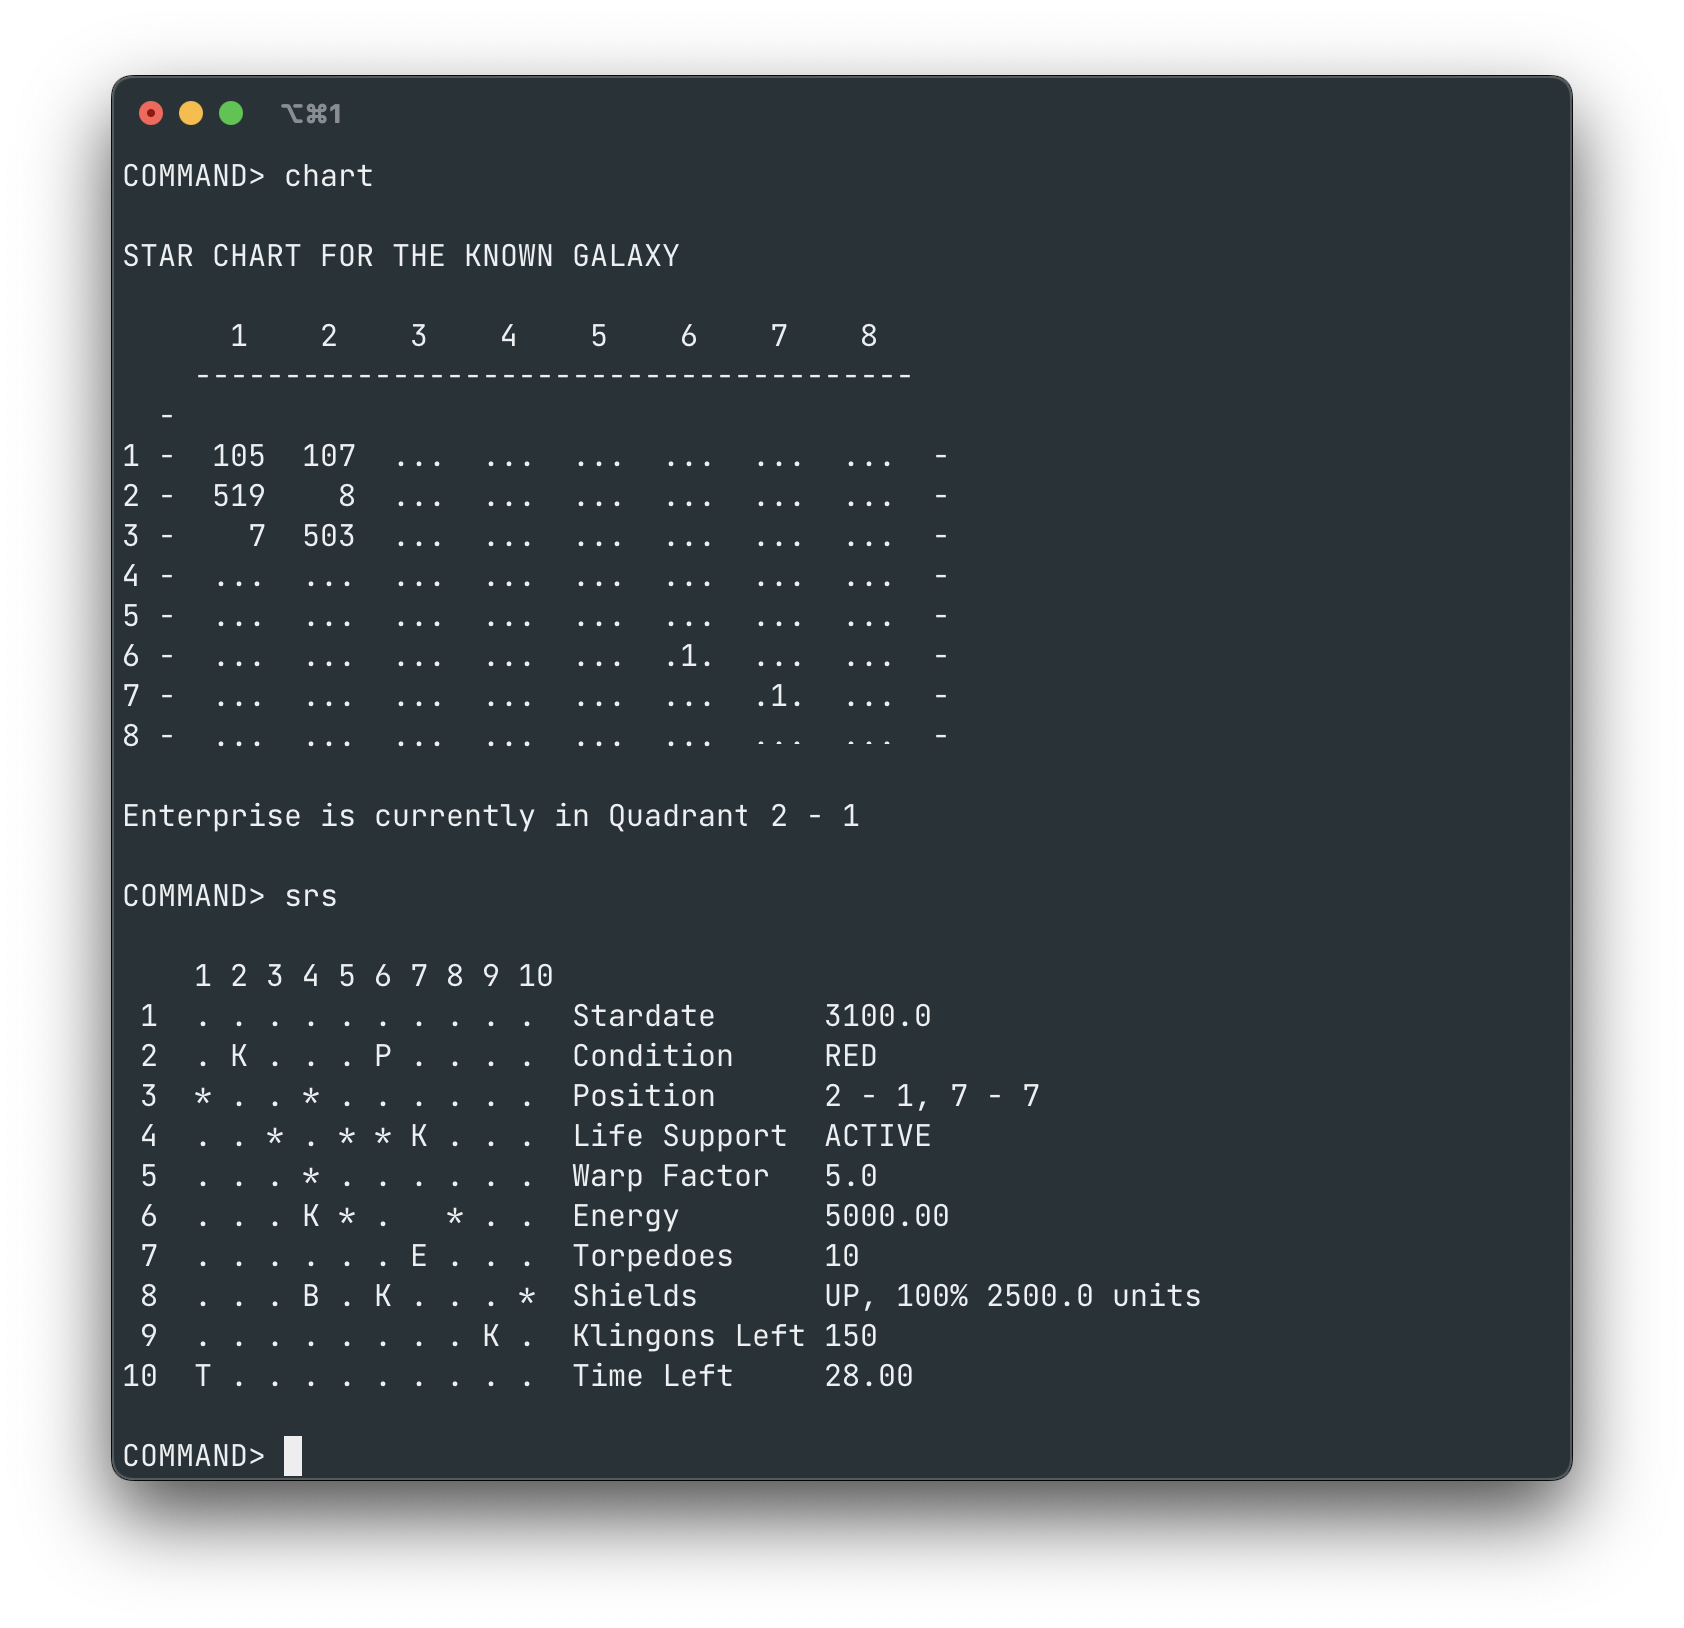 ⌥⌘1
COMMAND> chart
STAR CHART FOR THE KNOWN GALAXY
      1    2    3    4    5    6    7    8
    ----------------------------------------
  -
1 -  105  107  ...  ...  ...  ...  ...  ...  -
2 -  519    8  ...  ...  ...  ...  ...  ...  -
3 -    7  503  ...  ...  ...  ...  ...  ...  -
4 -  ...  ...  ...  ...  ...  ...  ...  ...  -
5 -  ...  ...  ...  ...  ...  ...  ...  ...  -
6 -  ...  ...  ...  ...  ...  .1.  ...  ...  -
7 -  ...  ...  ...  ...  ...  ...  .1.  ...  -
8 -  ...  ...  ...  ...  ...  ...  ...  ...  -
Enterprise is currently in Quadrant 2 - 1
COMMAND> srs
    1 2 3 4 5 6 7 8 9 10
 1  . . . . . . . . . .  Stardate      3100.0
 2  . K . . . P . . . .  Condition     RED
 3  * . . * . . . . . .  Position      2 - 1, 7 - 7
 4  . . * . * * K . . .  Life Support  ACTIVE
 5  . . . * . . . . . .  Warp Factor   5.0
 6  . . . K * .   * . .  Energy        5000.00
 7  . . . . . . E . . .  Torpedoes     10
 8  . . . B . K . . . *  Shields       UP, 100% 2500.0 units
 9  . . . . . . . . K .  Klingons Left 150
10  T . . . . . . . . .  Time Left     28.00
COMMAND>